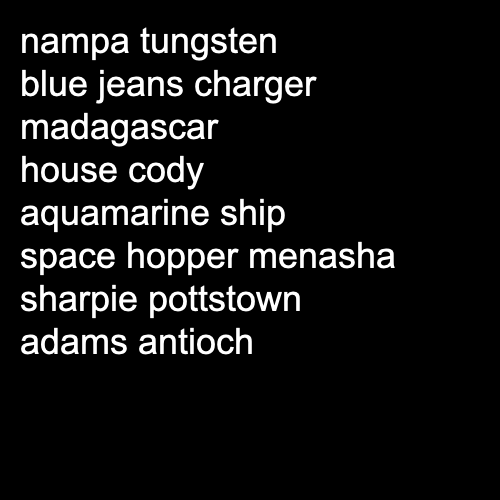 nampa tungsten
blue jeans charger
madagascar
house cody
aquamarine ship
space hopper menasha
sharpie pottstown
adams antioch